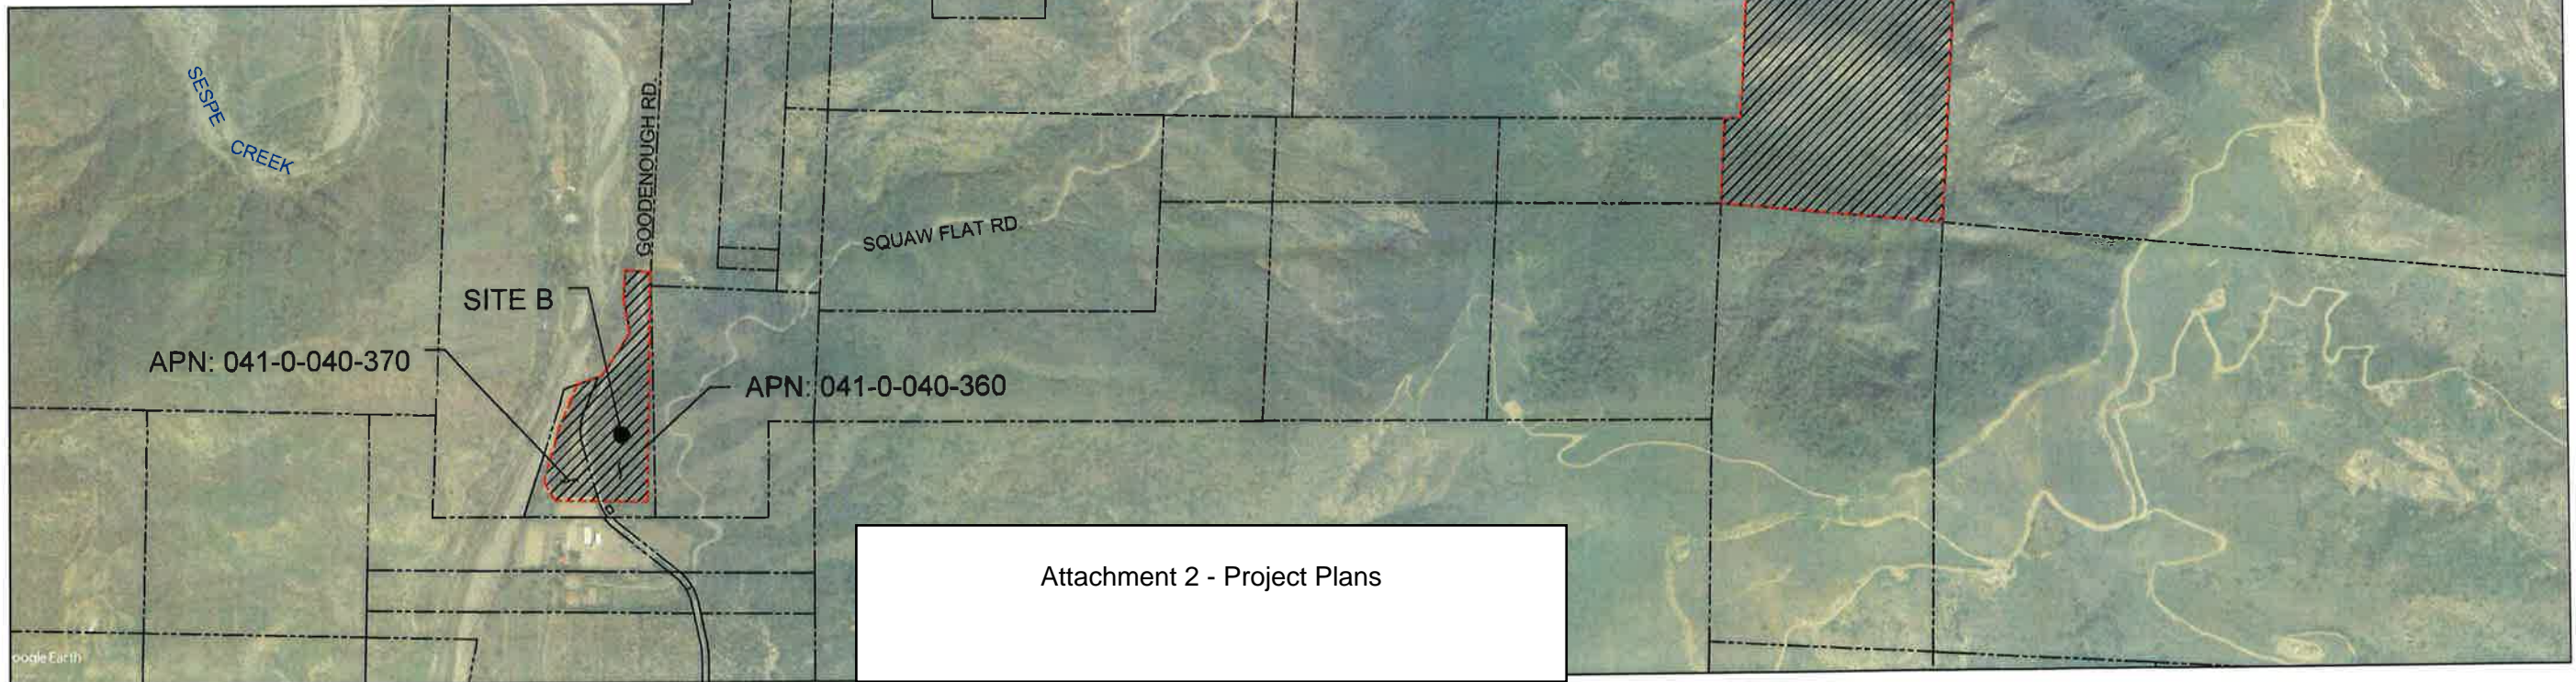 SESPE
CREEK
GOODENOUGH RD.
SQUAW FLAT RD.
SITE B
APN: 041-0-040-370
APN: 041-0-040-360
Attachment 2 - Project Plans
oogle Earth